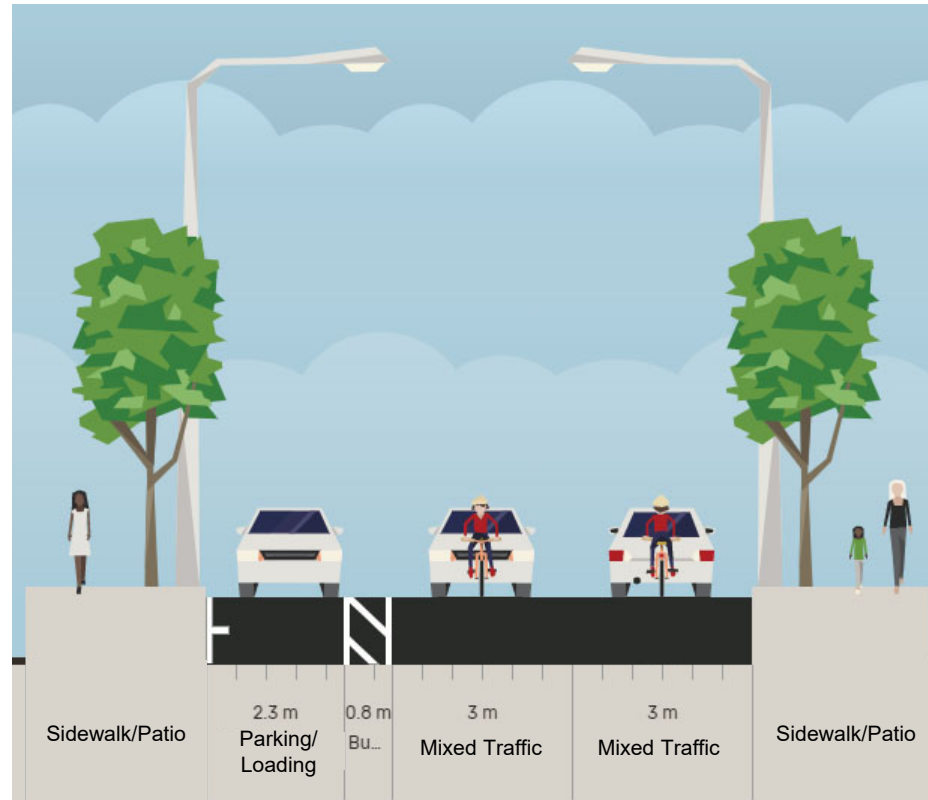 2.3 m
0.8 m
3 m
3 m
Sidewalk/Patio
Parking/
Loading
Bu...
Mixed Traffic
Mixed Traffic
Sidewalk/Patio